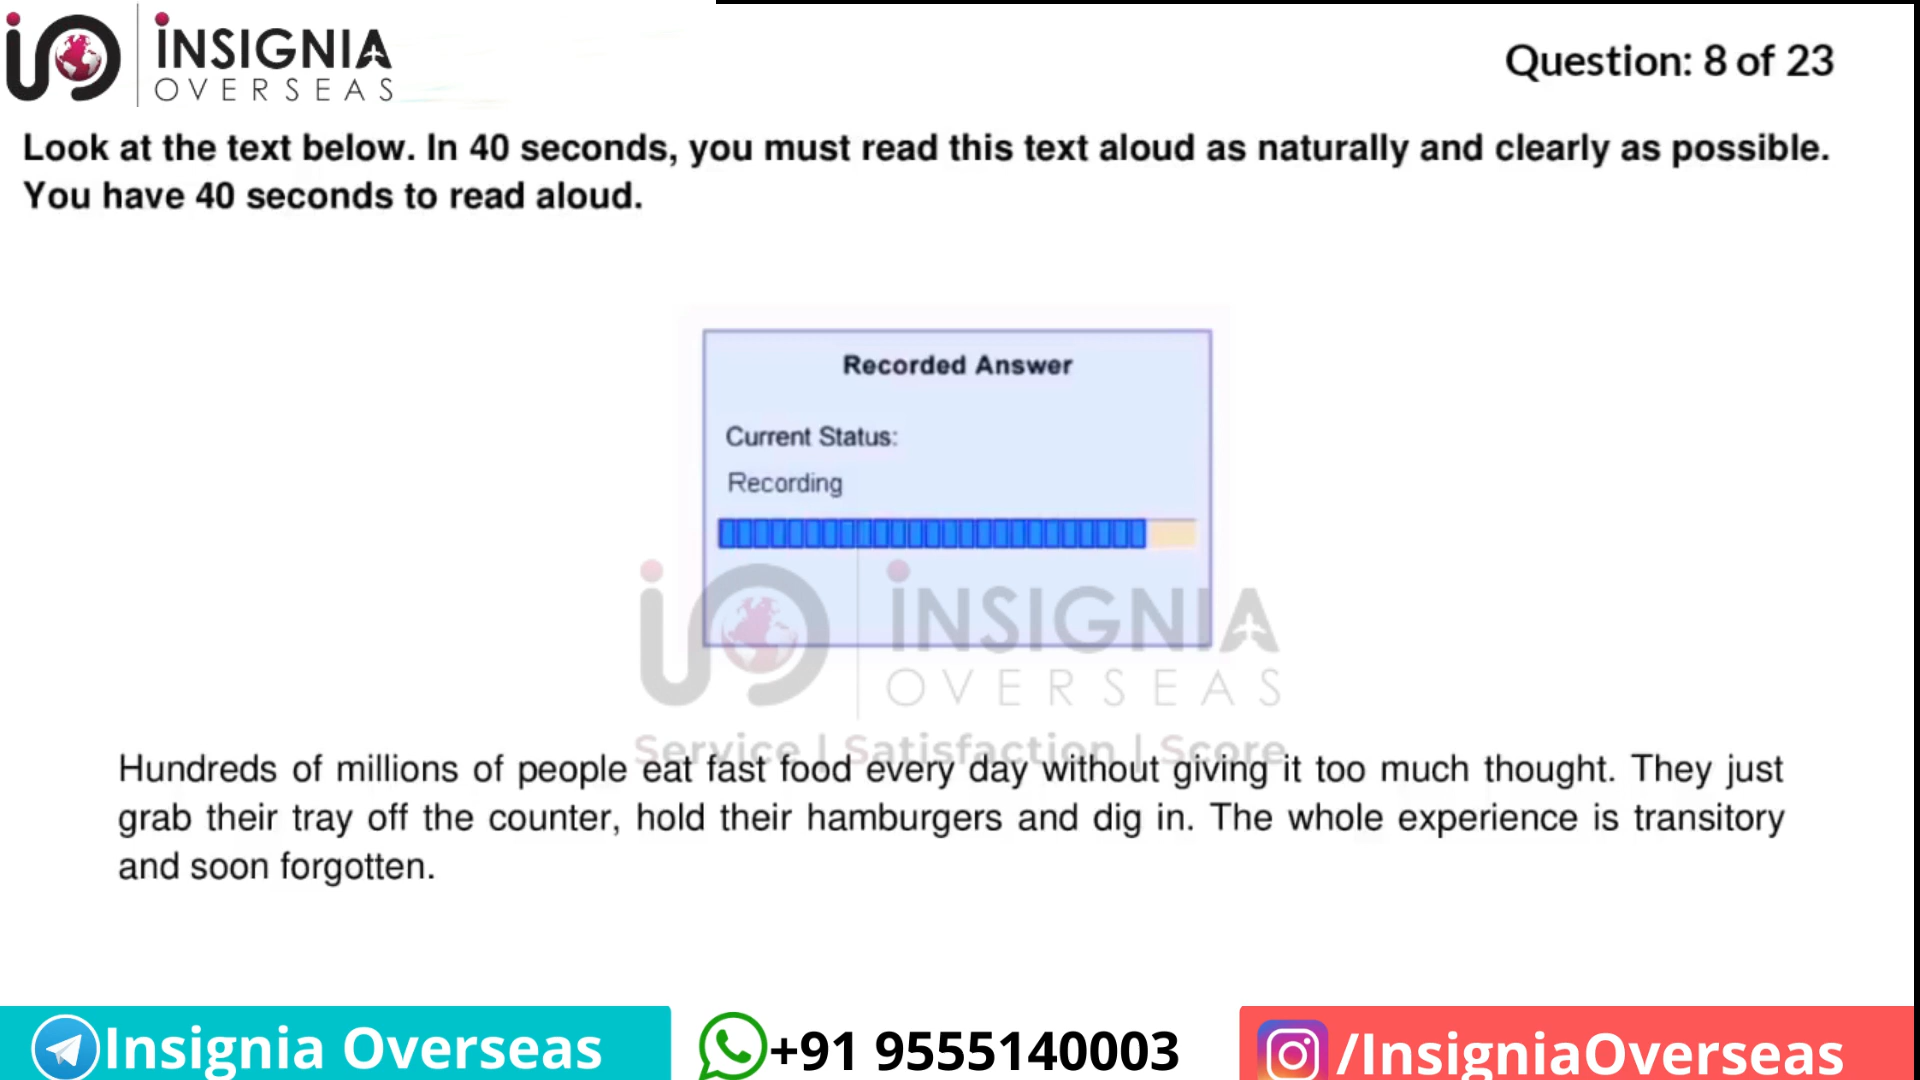 INSIGNIA
OVERSEAS
Question: 8 of 23
Look at the text below. In 40 seconds, you must read this text aloud as naturally and clearly as possible.
You have 40 seconds to read aloud.
Recorded Answer
Current Status:
Recording
INSIGNIA
OVERSEAS
Service | Satisfaction | Score
Hundreds of millions of people eat fast food every day without giving it too much thought. They just
grab their tray off the counter, hold their hamburgers and dig in. The whole experience is transitory
and soon forgotten.
Insignia Overseas
+91 9555140003
/InsigniaOverseas